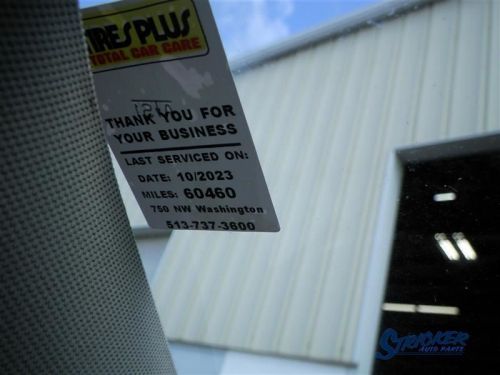 TIRES PLUS
TOTAL CAR CARE
THANK YOU FOR
YOUR BUSINESS
LAST SERVICED ON:
DATE: 10/2023
MILES: 60460
750 NW Washington
513-737-3600
STRICKER
AUTO PARTS